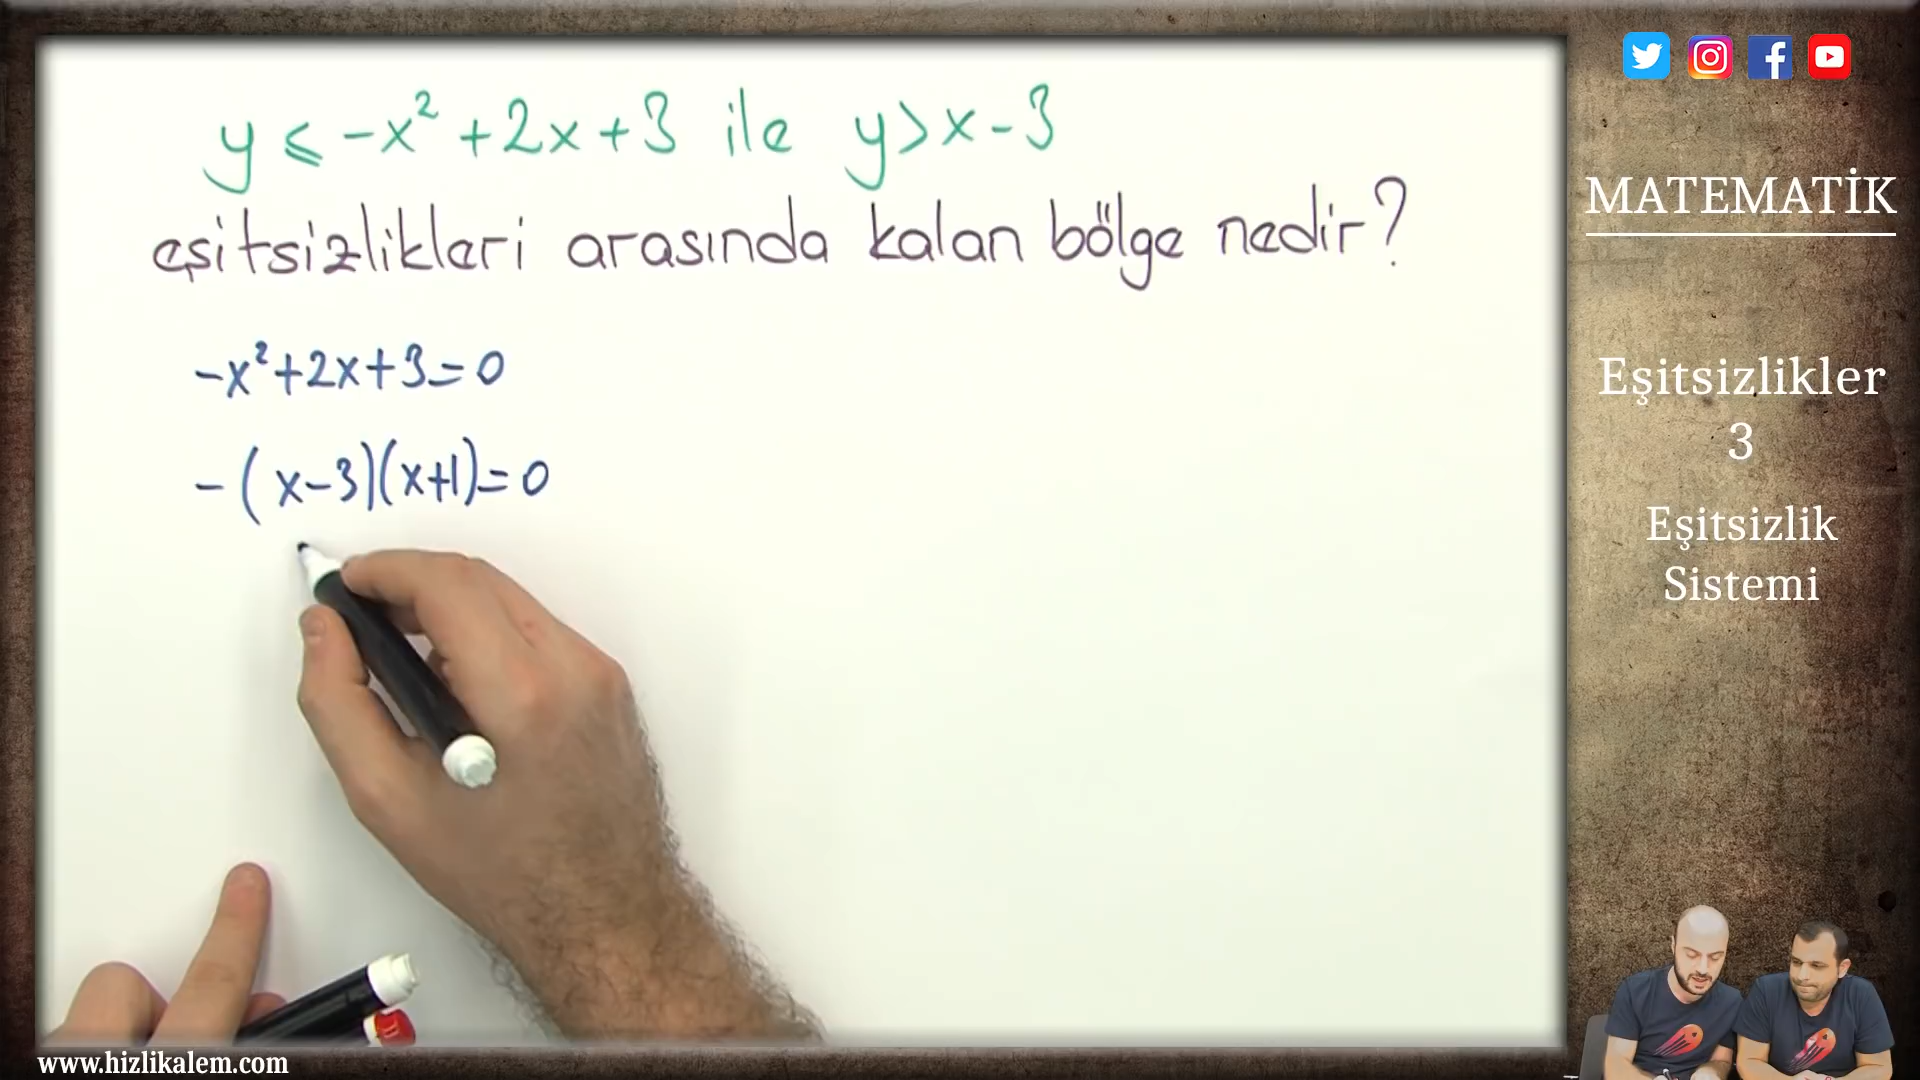 y ⩽ -x² + 2x + 3 ile y > x - 3
eşitsizlikleri arasında kalan bölge nedir?
-x² + 2x + 3 = 0
- (x-3)(x+1) = 0
MATEMATİK
Eşitsizlikler
3
Eşitsizlik
Sistemi
www.hizlikalem.com